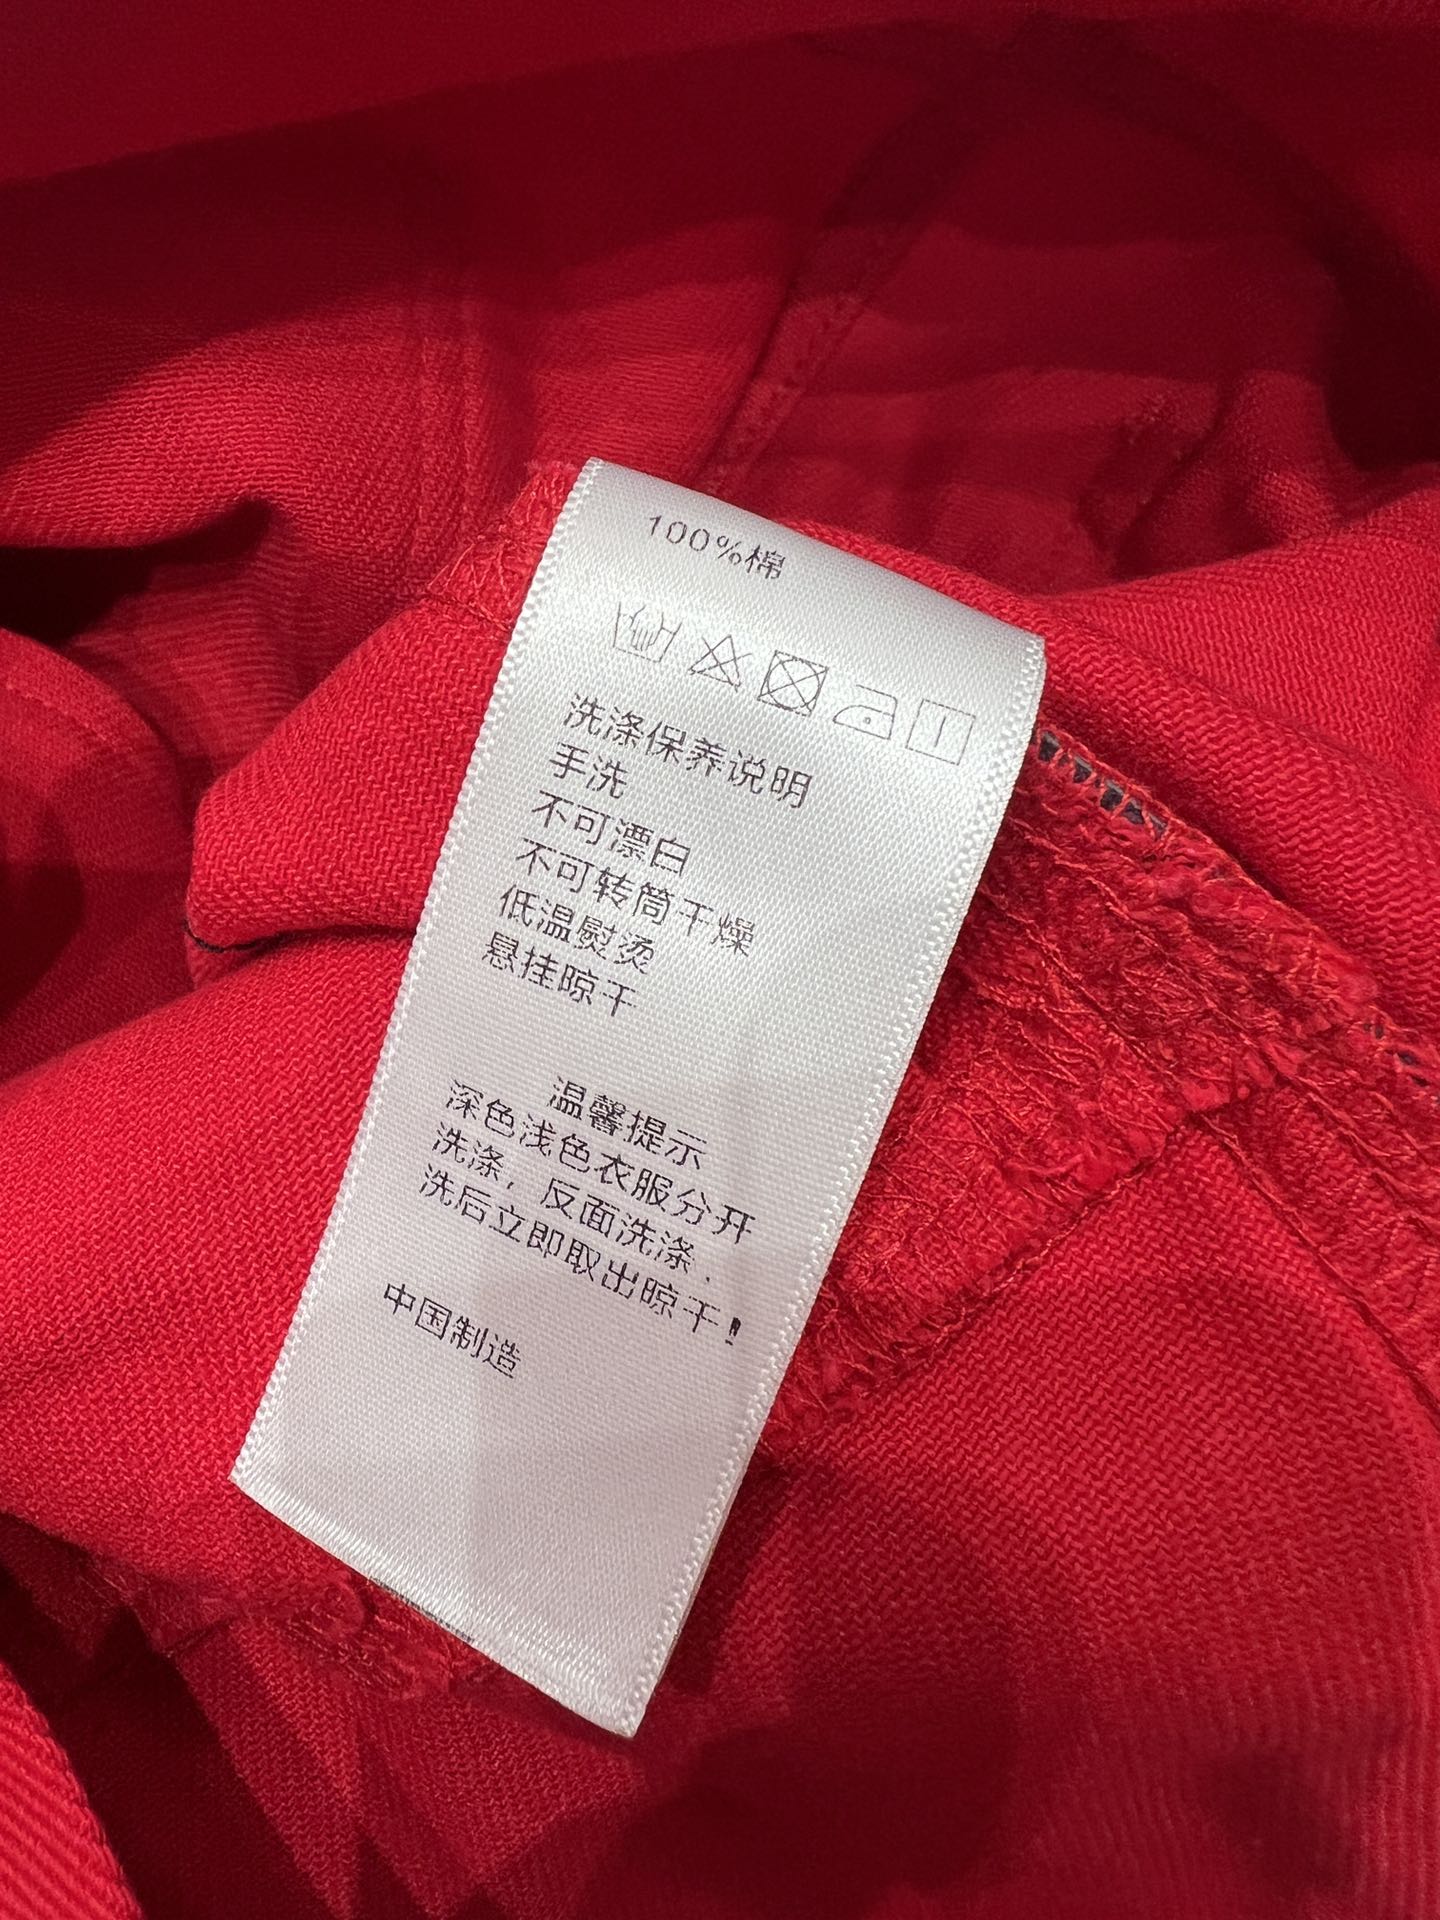 100%棉
洗涤保养说明
手洗
不可漂白
不可转筒干燥
低温熨烫
悬挂晾干
温馨提示
深色浅色衣服分开
洗涤，反面洗涤.
洗后立即取出晾干!
中国制造